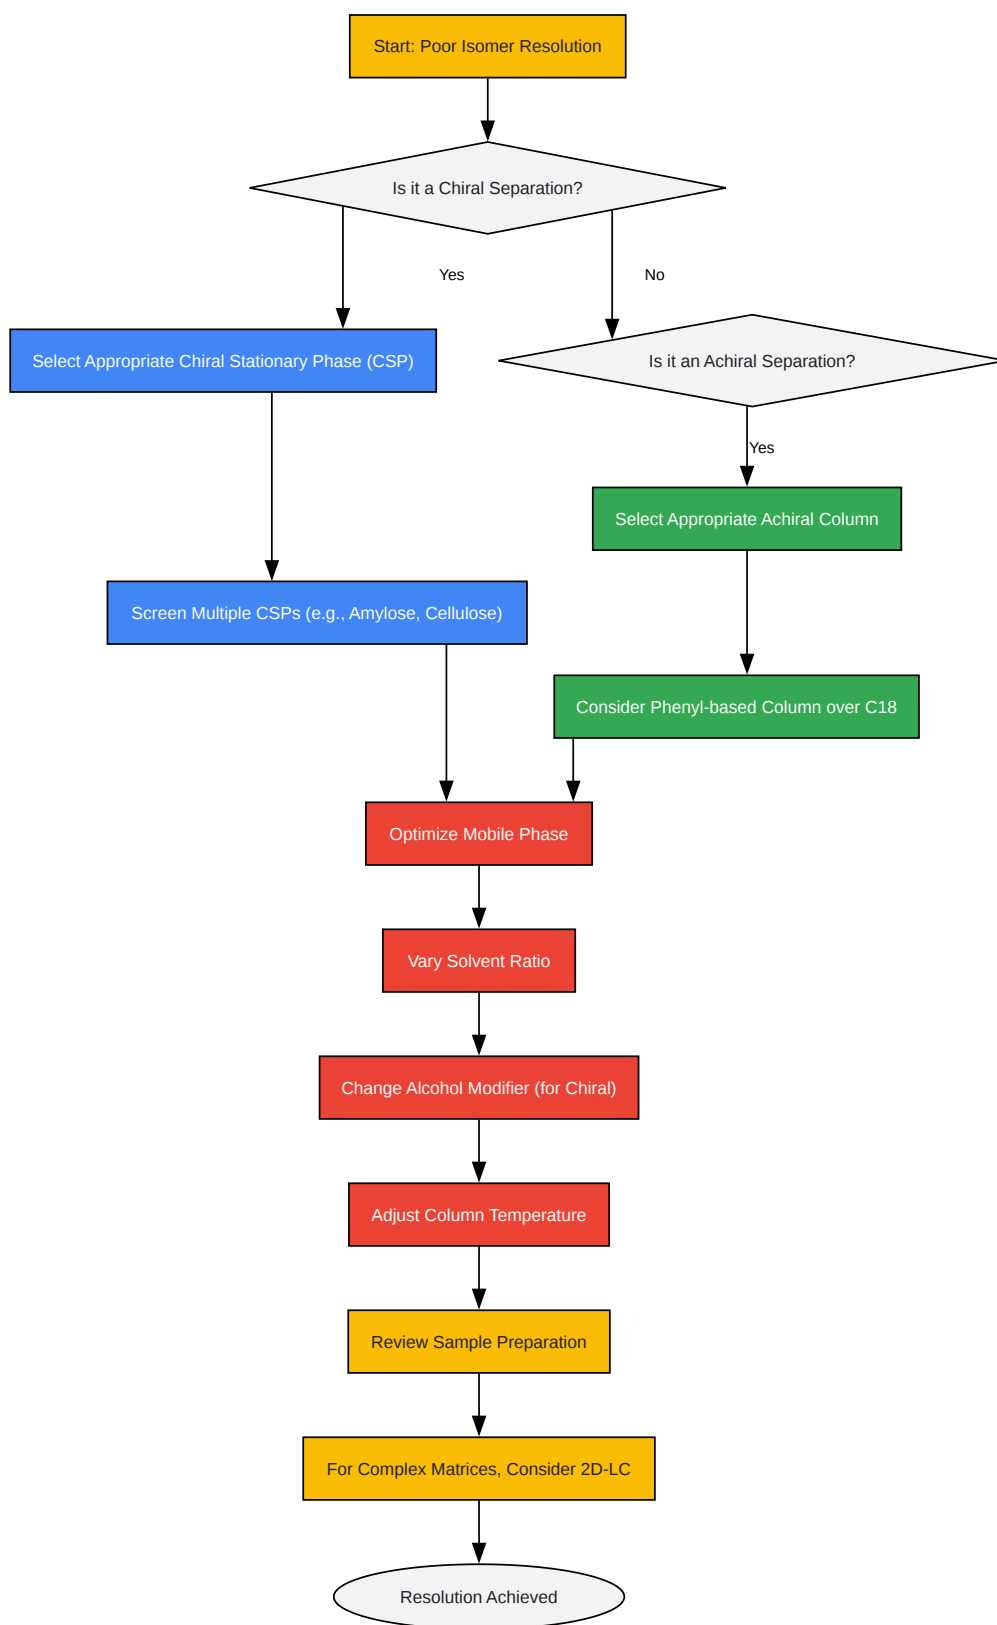 Start: Poor Isomer Resolution
Is it a Chiral Separation?
Yes
No
Select Appropriate Chiral Stationary Phase (CSP)
Is it an Achiral Separation?
Yes
Select Appropriate Achiral Column
Screen Multiple CSPs (e.g., Amylose, Cellulose)
Consider Phenyl-based Column over C18
Optimize Mobile Phase
Vary Solvent Ratio
Change Alcohol Modifier (for Chiral)
Adjust Column Temperature
Review Sample Preparation
For Complex Matrices, Consider 2D-LC
Resolution Achieved